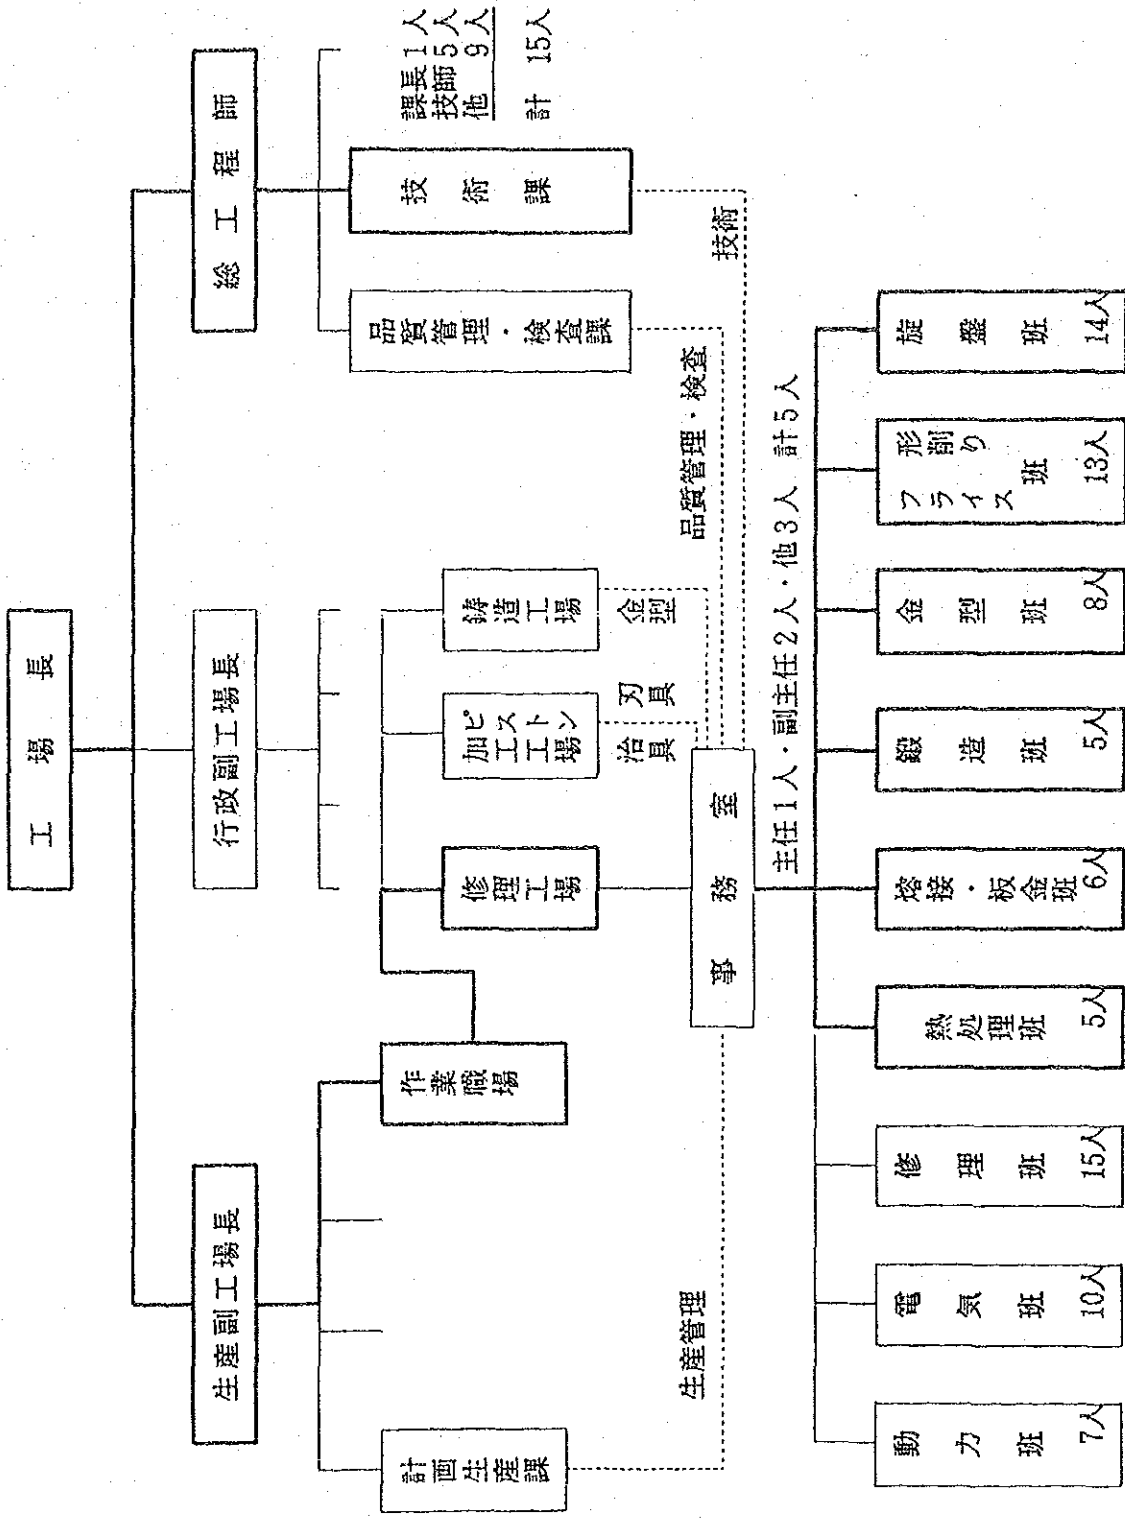 工場長
生産副工場長
行政副工場長
総工程師
計画生産課
作業職場
修理工場
ピストン
加工工場
鋳造工場
品質管理・検査課
技術課
課長1人
技師5人
他 9人
計 15人
治具
刃具
金型
生産管理
品質管理・検査
技術
事務室
主任1人・副主任2人・他3人 計5人
動力班 7人
電気班 10人
修理班 15人
熱処理班 5人
熔接・板金班 6人
鍛造班 5人
金型班 8人
形削り
フライス班 13人
旋盤班 14人